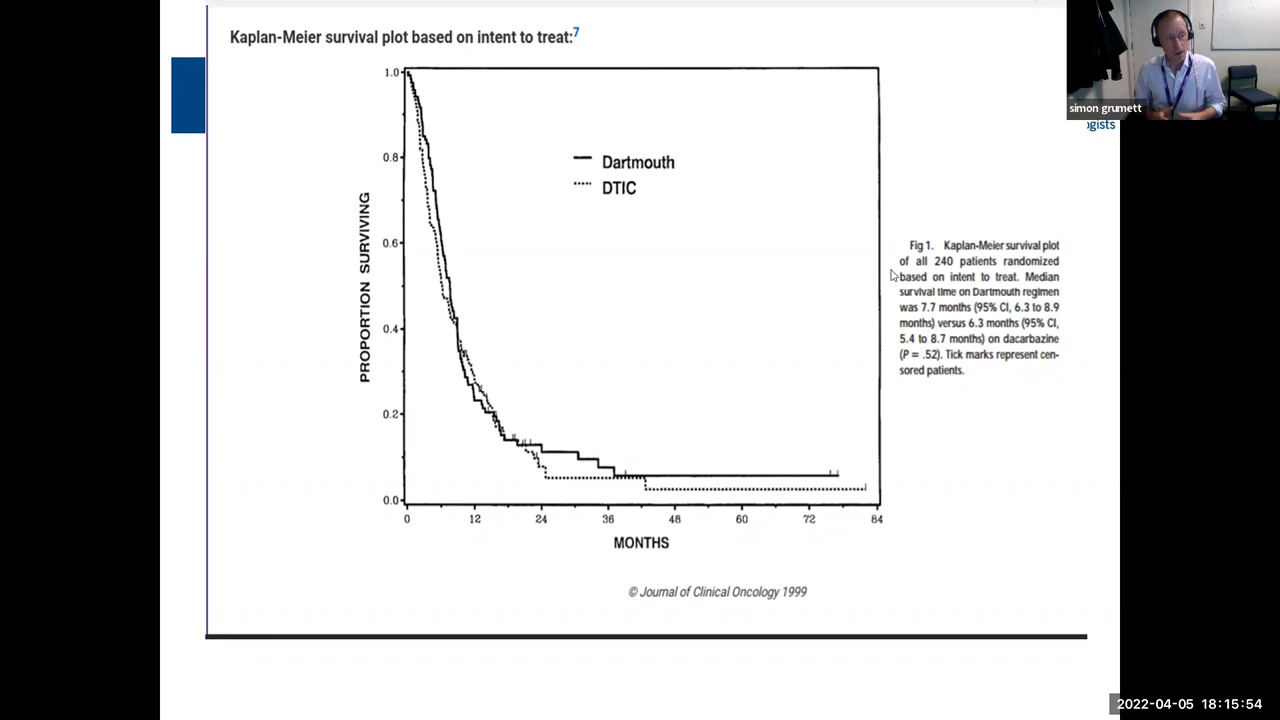 Kaplan-Meier survival plot based on intent to treat:7
simon grumett
ogists
1.0
0.8
0.6
0.4
0.2
0.0
PROPORTION SURVIVING
Dartmouth
DTIC
0 12 24 36 48 60 72 84
MONTHS
Fig 1. Kaplan-Meier survival plot
of all 240 patients randomized
based on intent to treat. Median
survival time on Dartmouth regimen
was 7.7 months (95% CI, 6.3 to 8.9
months) versus 6.3 months (95% CI,
5.4 to 8.7 months) on dacarbazine
(P = .52). Tick marks represent cen-
sored patients.
© Journal of Clinical Oncology 1999
2022-04-05 18:15:54